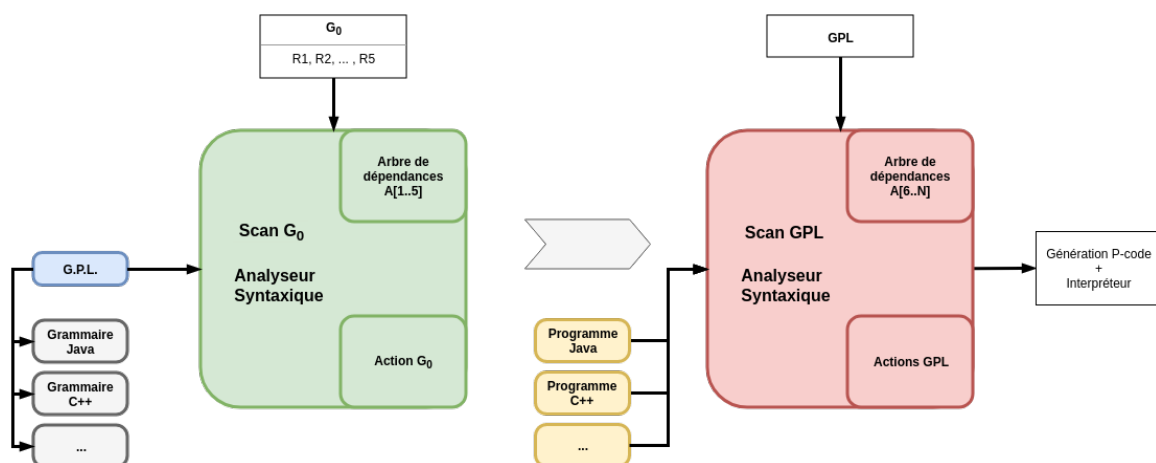 G₀
R1, R2, ... , R5
GPL
Arbre de
dépendances
A[1..5]
Scan G₀
Analyseur
Syntaxique
Action G₀
G.P.L.
Grammaire
Java
Grammaire
C++
...
Arbre de
dépendances
A[6..N]
Scan GPL
Analyseur
Syntaxique
Actions GPL
Programme
Java
Programme
C++
...
Génération P-code
+
Interpréteur